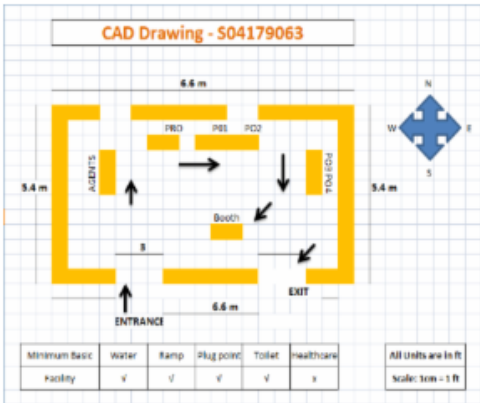 CAD Drawing - S04179063
6.6 m
N
W
E
S
PRO
P01
PO2
AGENTS
PO3 PO4
5.4 m
5.4 m
Booth
3
EXIT
6.6 m
ENTRANCE
Minimum Basic Facility
Water
Ramp
Plug point
Toilet
Healthcare
√
√
√
√
x
All Units are in ft
Scale: 1cm = 1 ft